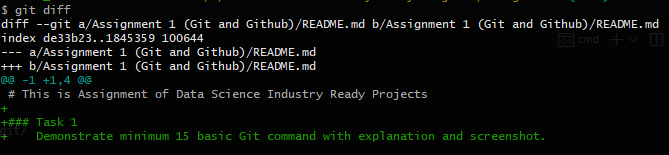 $ git diff
diff --git a/Assignment 1 (Git and Github)/README.md b/Assignment 1 (Git and Github)/README.md
index de33b23..1845359 100644
--- a/Assignment 1 (Git and Github)/README.md
+++ b/Assignment 1 (Git and Github)/README.md
cmd
@@ -1 +1,4 @@
 # This is Assignment of Data Science Industry Ready Projects
+
+### Task 1
git/
+    Demonstrate minimum 15 basic Git command with explanation and screenshot.